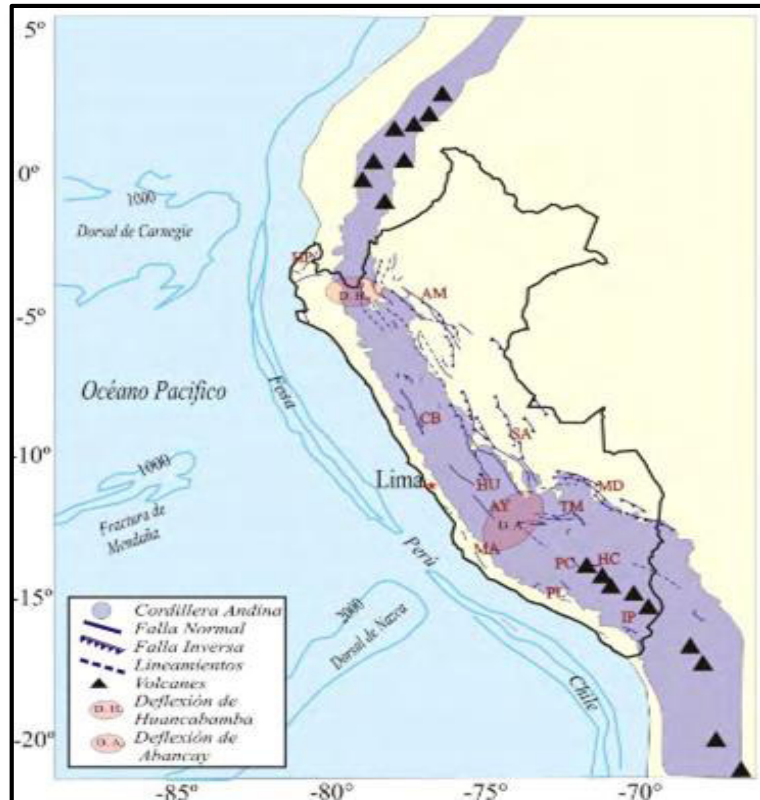 5°
0°
-5°
-10°
-15°
-20°
-85°
-80°
-75°
-70°
1000
Dorsal de Carnegie
Océano Pacifico
Fosa
1000
Fractura de
Mendaña
Lima
Perú
2000
Dorsal de Nazca
Chile
D. H.
AM
CB
SA
HU
AY
D. A.
TM
MD
MA
PC
HC
PL
IP
Cordillera Andina
Falla Normal
Falla Inversa
Lineamientos
Volcanes
D. H.
Deflexión de
Huancabamba
Deflexión de
Abancay